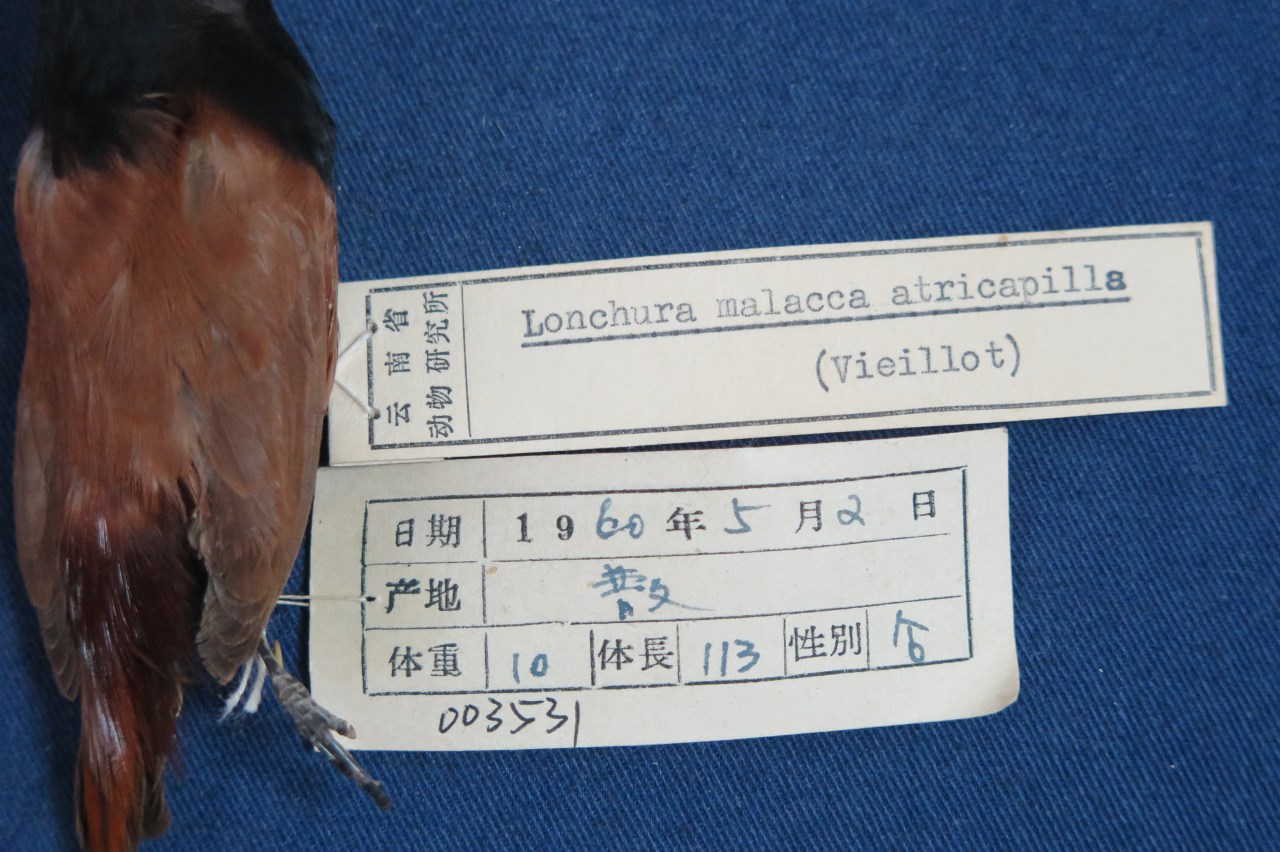 云南省
动物研究所
Lonchura malacca atricapilla
(Vieillot)
日期 1960年5月2日
产地
体重 10 体長 113 性別
003531